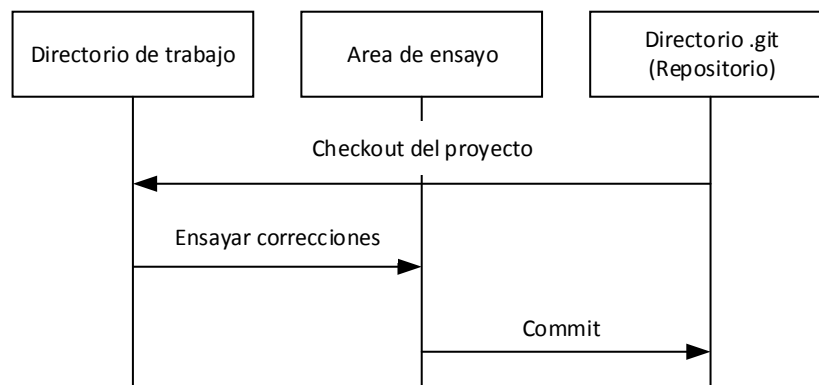 Directorio de trabajo
Area de ensayo
Directorio .git
(Repositorio)
Checkout del proyecto
Ensayar correcciones
Commit